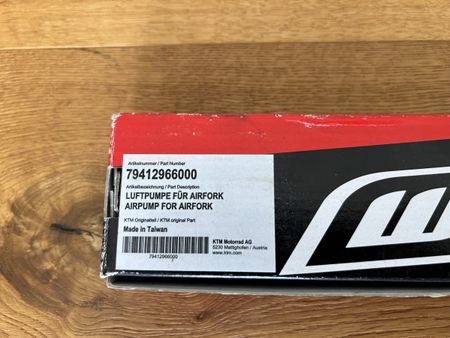 Artikelnummer / Part Number
79412966000
Artikelbezeichnung / Part Description
LUFTPUMPE FÜR AIRFORK
AIRPUMP FOR AIRFORK
KTM Originalteil / KTM original Part
Made in Taiwan
KTM Motorrad AG
5230 Mattighofen / Austria
www.ktm.com
79412966000